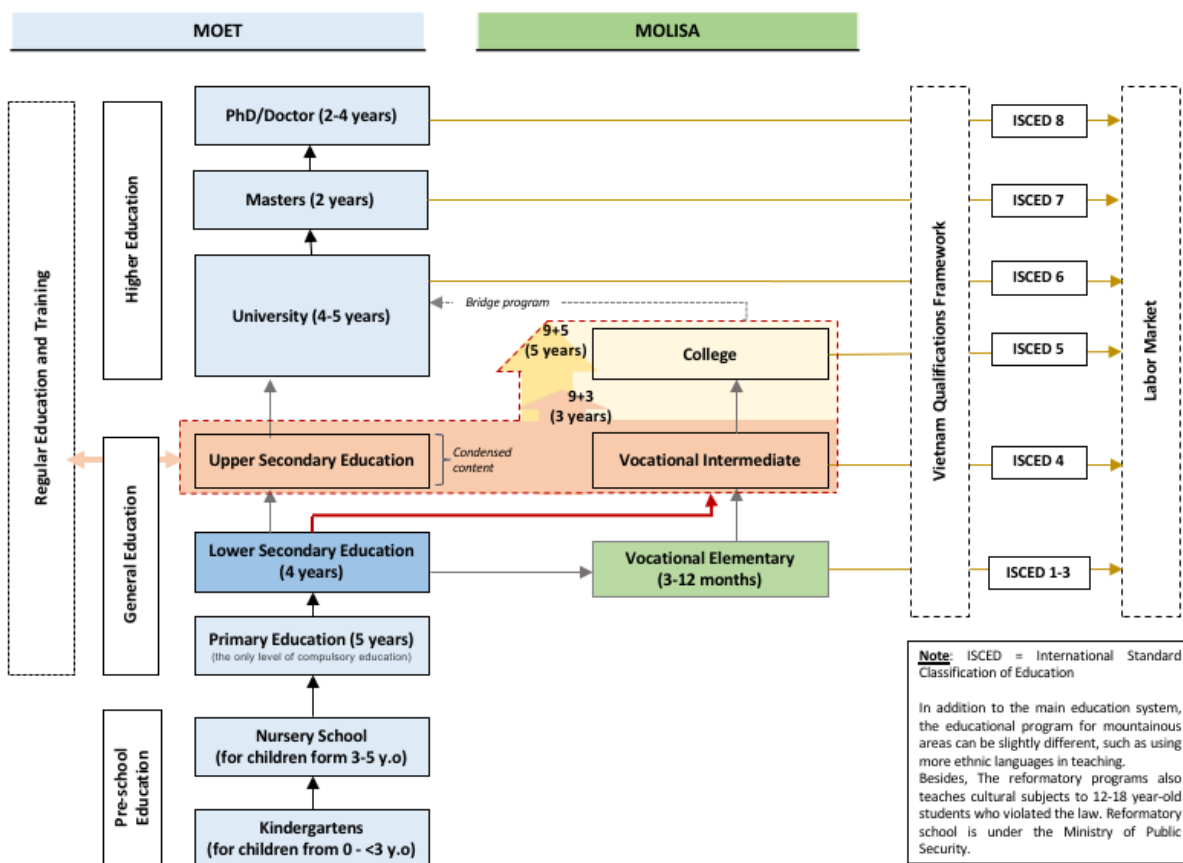 MOET
MOLISA
Regular Education and Training
Higher Education
General Education
Pre-school
Education
PhD/Doctor (2-4 years)
Masters (2 years)
University (4-5 years)
Bridge program
9+5
(5 years)
College
9+3
(3 years)
Upper Secondary Education
Condensed
content
Vocational Intermediate
Lower Secondary Education
(4 years)
Vocational Elementary
(3-12 months)
Primary Education (5 years)
(the only level of compulsory education)
Nursery School
(for children form 3-5 y.o)
Kindergartens
(for children from 0 - <3 y.o)
Vietnam Qualifications Framework
ISCED 8
ISCED 7
ISCED 6
ISCED 5
ISCED 4
ISCED 1-3
Labor Market
Note: ISCED = International Standard
Classification of Education
In addition to the main education system,
the educational program for mountainous
areas can be slightly different, such as using
more ethnic languages in teaching.
Besides, The reformatory programs also
teaches cultural subjects to 12-18 year-old
students who violated the law. Reformatory
school is under the Ministry of Public
Security.